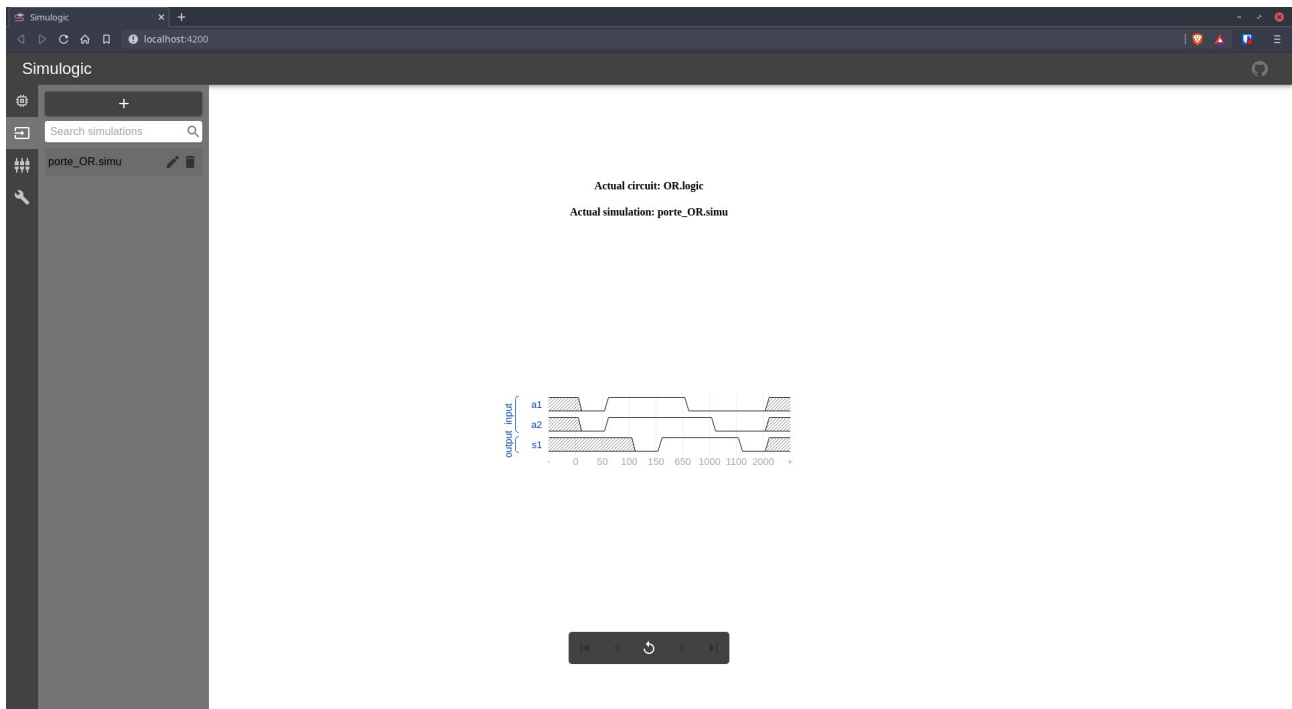 Simulogic
localhost:4200
Simulogic
Search simulations
porte_OR.simu
Actual circuit: OR.logic
Actual simulation: porte_OR.simu
input
a1
a2
output
s1
- 0 50 100 150 650 1000 1100 2000 +